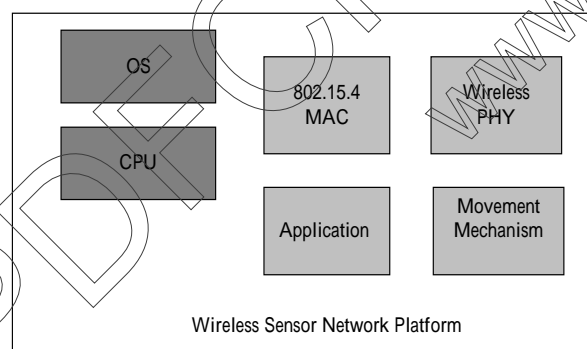 OS
802.15.4
MAC
Wireless
PHY
CPU
Application
Movement
Mechanism
Wireless Sensor Network Platform